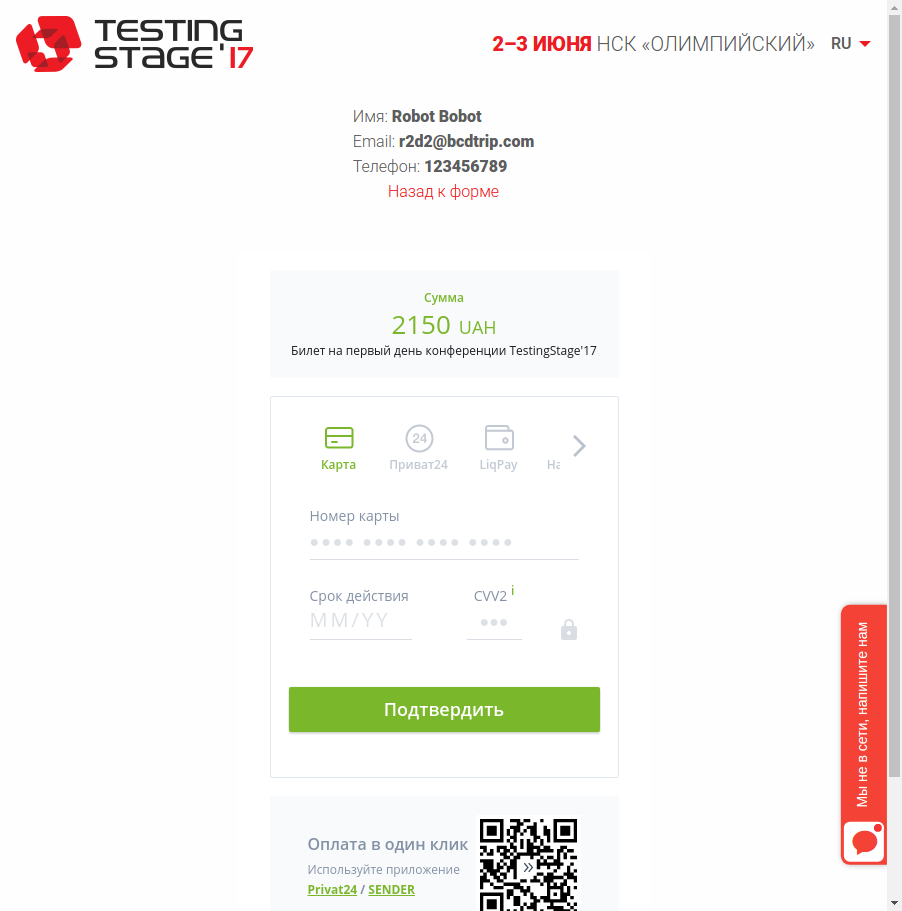 TESTING
STAGE '17
2–3 ИЮНЯ НСК «ОЛИМПИЙСКИЙ» RU
Имя: Robot Bobot
Email: r2d2@bcdtrip.com
Телефон: 123456789
Назад к форме
Сумма
2150 UAH
Билет на первый день конференции TestingStage'17
24
Карта Приват24 LiqPay На
Номер карты
Срок действия CVV2 i
MM/YY
Подтвердить
Мы не в сети, напишите нам
Оплата в один клик
Используйте приложение
Privat24 / SENDER